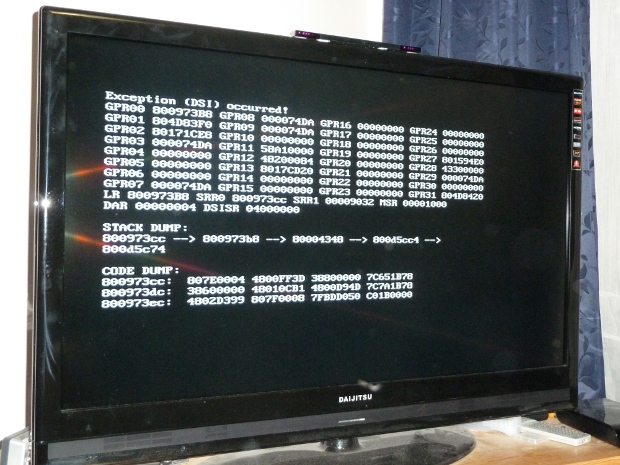 Exception (DSI) occurred!
GPR00 800973B8 GPR08 000074DA GPR16 00000000 GPR24 00000000
GPR01 804D83F0 GPR09 000074DA GPR17 00000000 GPR25 00000000
GPR02 80171CE8 GPR10 00000000 GPR18 00000000 GPR26 00000000
GPR03 000074DA GPR11 58A10000 GPR19 00000000 GPR27 801594E0
GPR04 00000000 GPR12 48200084 GPR20 00000000 GPR28 43300000
GPR05 00000000 GPR13 8017CD20 GPR21 00000000 GPR29 000074DA
GPR06 00000000 GPR14 00000000 GPR22 00000000 GPR30 00000000
GPR07 000074DA GPR15 00000000 GPR23 00000000 GPR31 804D8420
LR 800973B8 SRR0 800973cc SRR1 00009032 MSR 00001000
DAR 00000004 DSISR 04000000
STACK DUMP:
800973cc --> 800973b8 --> 80004348 --> 800d5cc4 -->
800d5c74
CODE DUMP:
800973cc: 807E0004 4800FF3D 38800000 7C651B78
800973dc: 38600000 48010CB1 4800D94D 7C7A1B78
800973ec: 4802D399 807F0008 7FBDD050 C01B0000
DAIJITSU